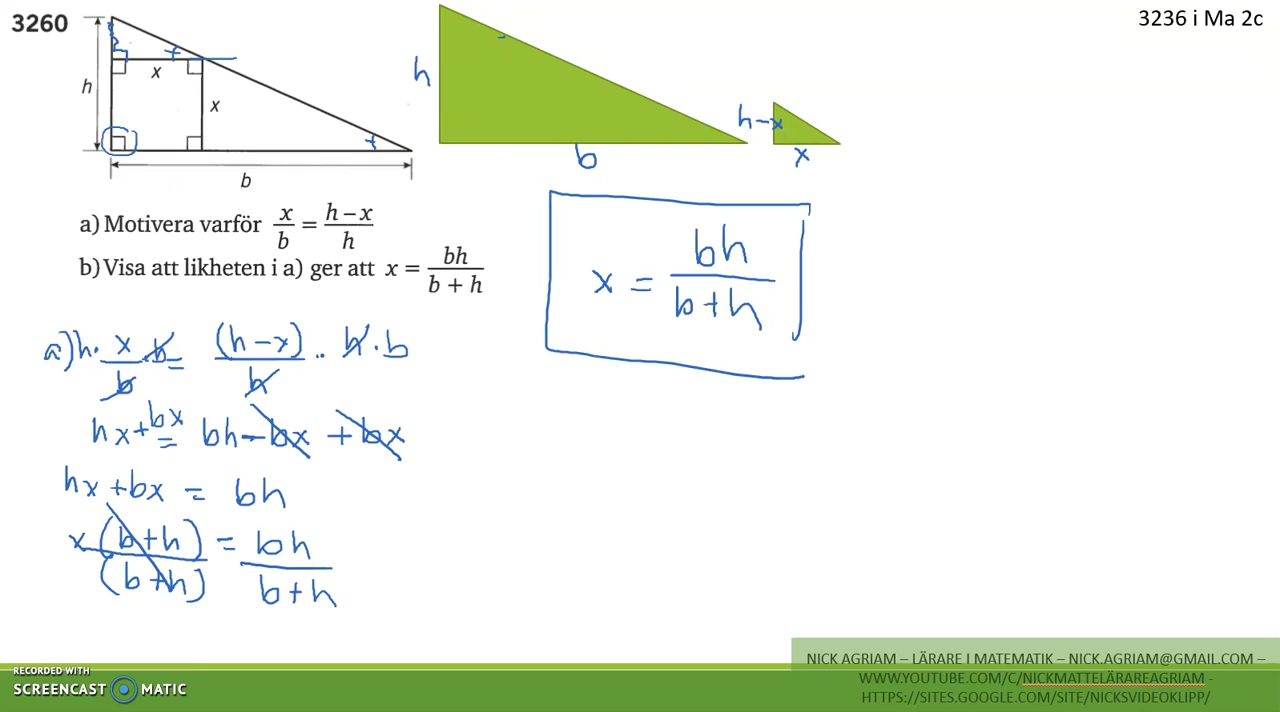 3260
3236 i Ma 2c
h
x
x
b
h
b
h-x
x
a) Motivera varför x/b = h-x/h
b) Visa att likheten i a) ger att x = bh/b + h
x = bh/b+h
a) h· x/b ·b = (h-x)/h ·· h · b
hx + bx = bh - bx + bx
hx + bx = bh
x (b+h)/(b+h) = bh/b+h
RECORDED WITH
SCREENCAST MATIC
NICK AGRIAM – LÄRARE I MATEMATIK – NICK.AGRIAM@GMAIL.COM –
WWW.YOUTUBE.COM/C/NICKMATTELÄRAREAGRIAM -
HTTPS://SITES.GOOGLE.COM/SITE/NICKSVIDEOKLIPP/